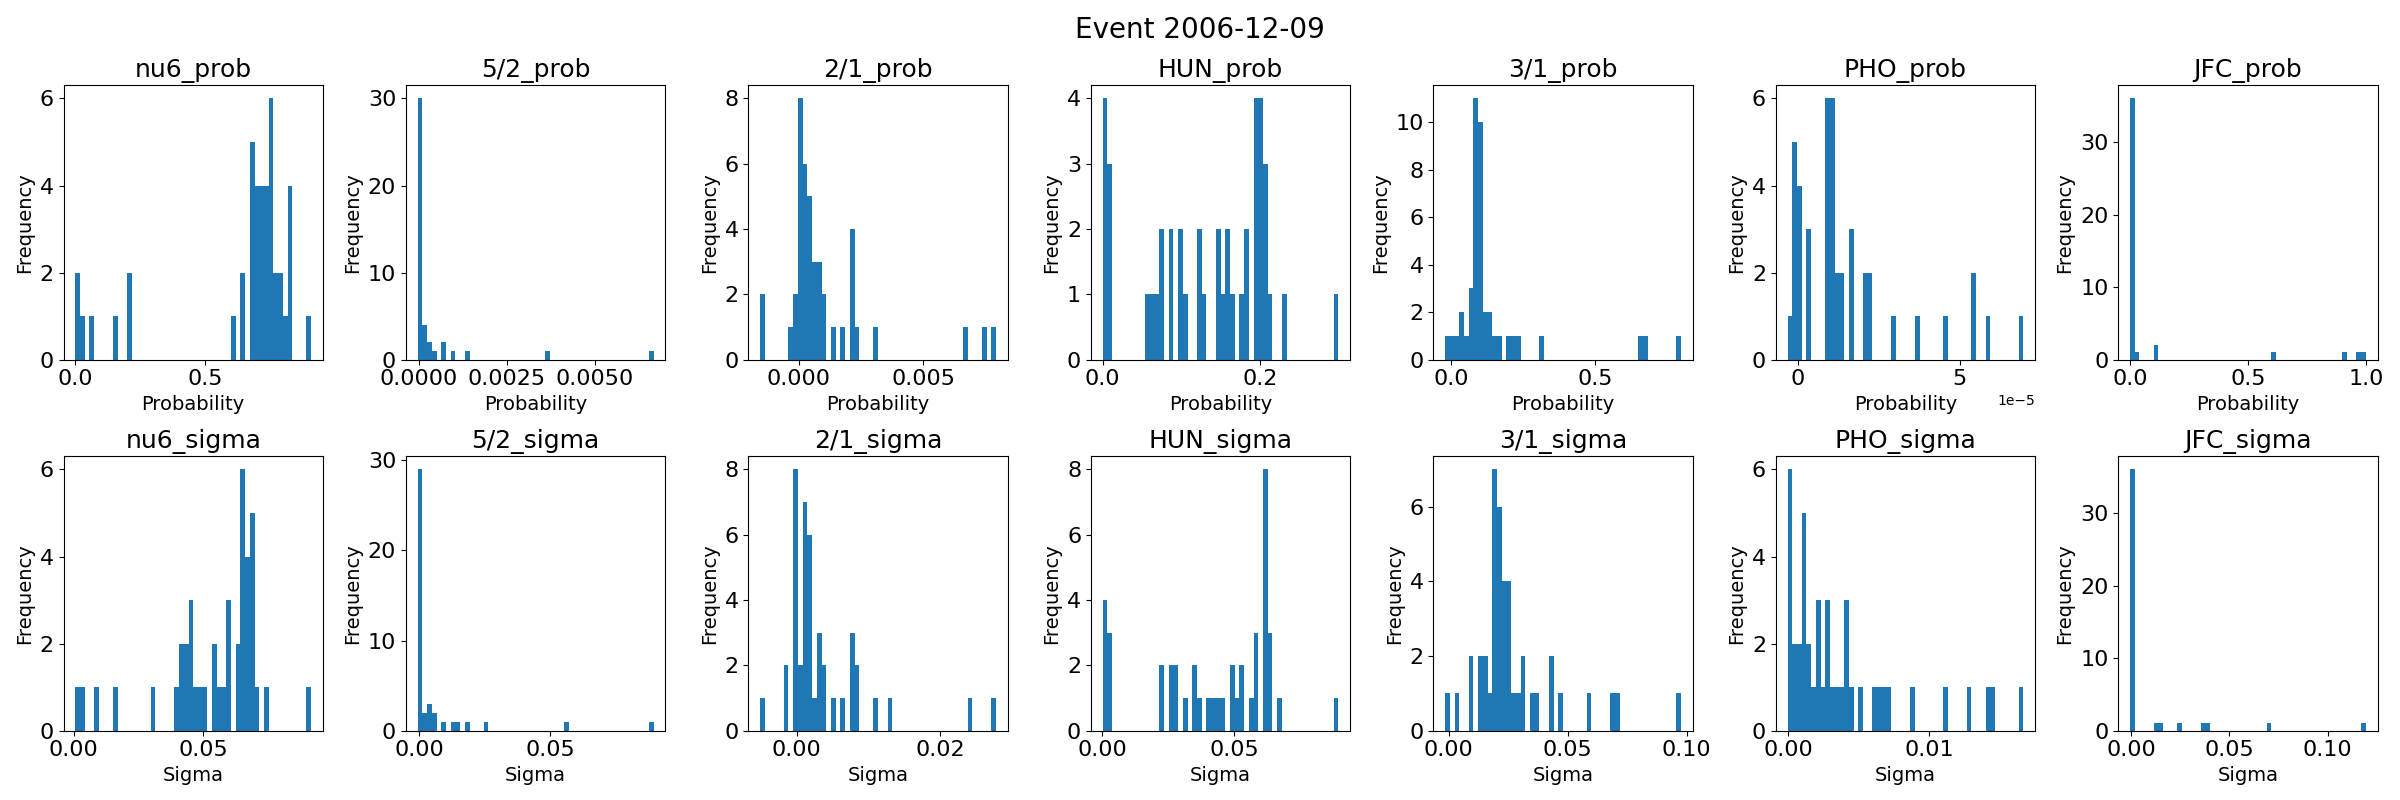 Event 2006-12-09
nu6_prob 5/2_prob 2/1_prob HUN_prob 3/1_prob PHO_prob JFC_prob
Frequency 0 2 4 6
0.0 0.5
Probability
Frequency 0 10 20 30
0.0000 0.0025 0.0050
Probability
Frequency 0 2 4 6 8
0.000 0.005
Probability
Frequency 0 1 2 3 4
0.0 0.2
Probability
Frequency 0 2 4 6 8 10
0.0 0.5
Probability
Frequency 0 2 4 6
0 5
Probability 1e−5
Frequency 0 10 20 30
0.0 0.5 1.0
Probability
nu6_sigma 5/2_sigma 2/1_sigma HUN_sigma 3/1_sigma PHO_sigma JFC_sigma
Frequency 0 2 4 6
0.00 0.05
Sigma
Frequency 0 10 20 30
0.00 0.05
Sigma
Frequency 0 2 4 6 8
0.00 0.02
Sigma
Frequency 0 2 4 6 8
0.00 0.05
Sigma
Frequency 0 2 4 6
0.00 0.05 0.10
Sigma
Frequency 0 2 4 6
0.00 0.01
Sigma
Frequency 0 10 20 30
0.00 0.05 0.10
Sigma